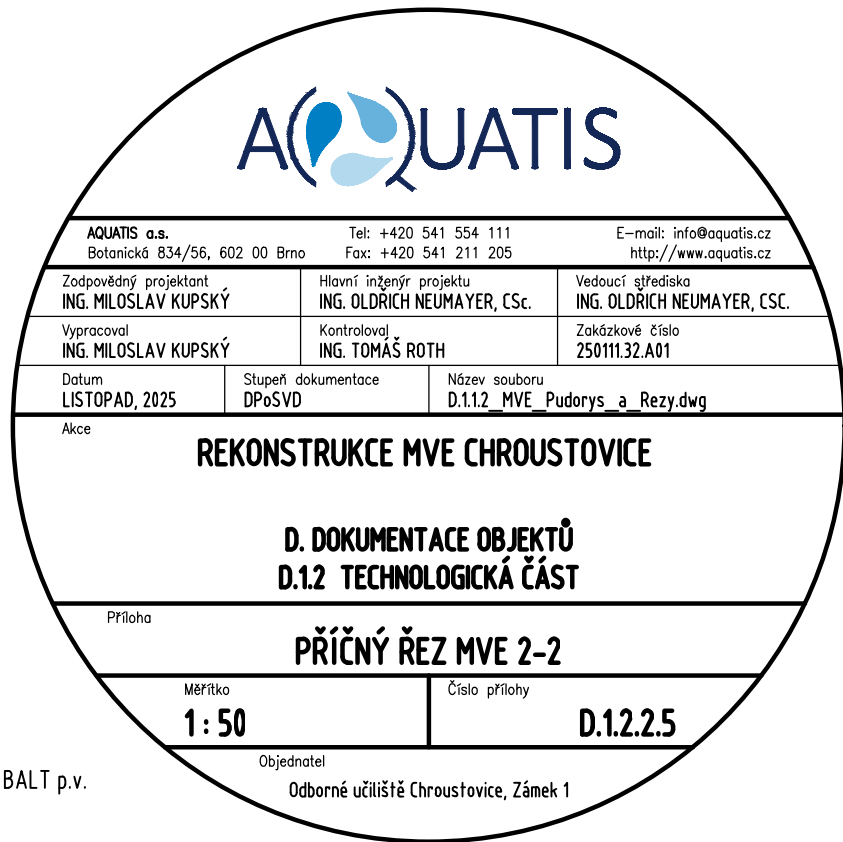 AQUATIS
AQUATIS a.s. Tel: +420 541 554 111 E-mail: info@aquatis.cz
Botanická 834/56, 602 00 Brno Fax: +420 541 211 205 http://www.aquatis.cz
Zodpovědný projektant Hlavní inženýr projektu Vedoucí střediska
ING. MILOSLAV KUPSKÝ ING. OLDŘICH NEUMAYER, CSc. ING. OLDŘICH NEUMAYER, CSC.
Vypracoval Kontroloval Zakázkové číslo
ING. MILOSLAV KUPSKÝ ING. TOMÁŠ ROTH 250111.32.A01
Datum Stupeň dokumentace Název souboru
LISTOPAD, 2025 DPoSVD D.1.1.2_MVE_Pudorys_a_Rezy.dwg
Akce
REKONSTRUKCE MVE CHROUSTOVICE
D. DOKUMENTACE OBJEKTŮ
D.1.2 TECHNOLOGICKÁ ČÁST
Příloha
PŘÍČNÝ ŘEZ MVE 2-2
Měřítko Číslo přílohy
1 : 50 D.1.2.2.5
Objednatel
BALT p.v.
Odborné učiliště Chroustovice, Zámek 1